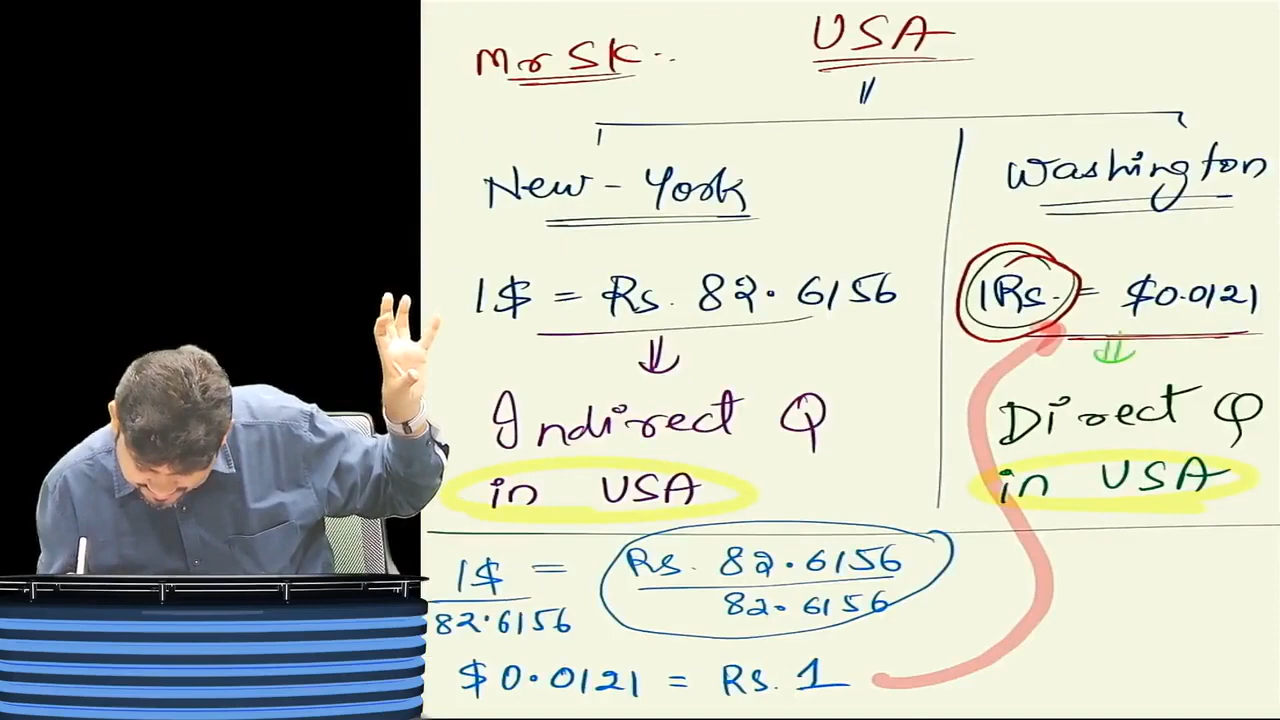 Mr SK.
USA
New-York
1$ = Rs. 82.6156
Indirect Q
in USA
Washington
1Rs. = $0.0121
Direct Q
in USA
1$ = Rs. 82.6156
82.6156 82.6156
$0.0121 = Rs. 1